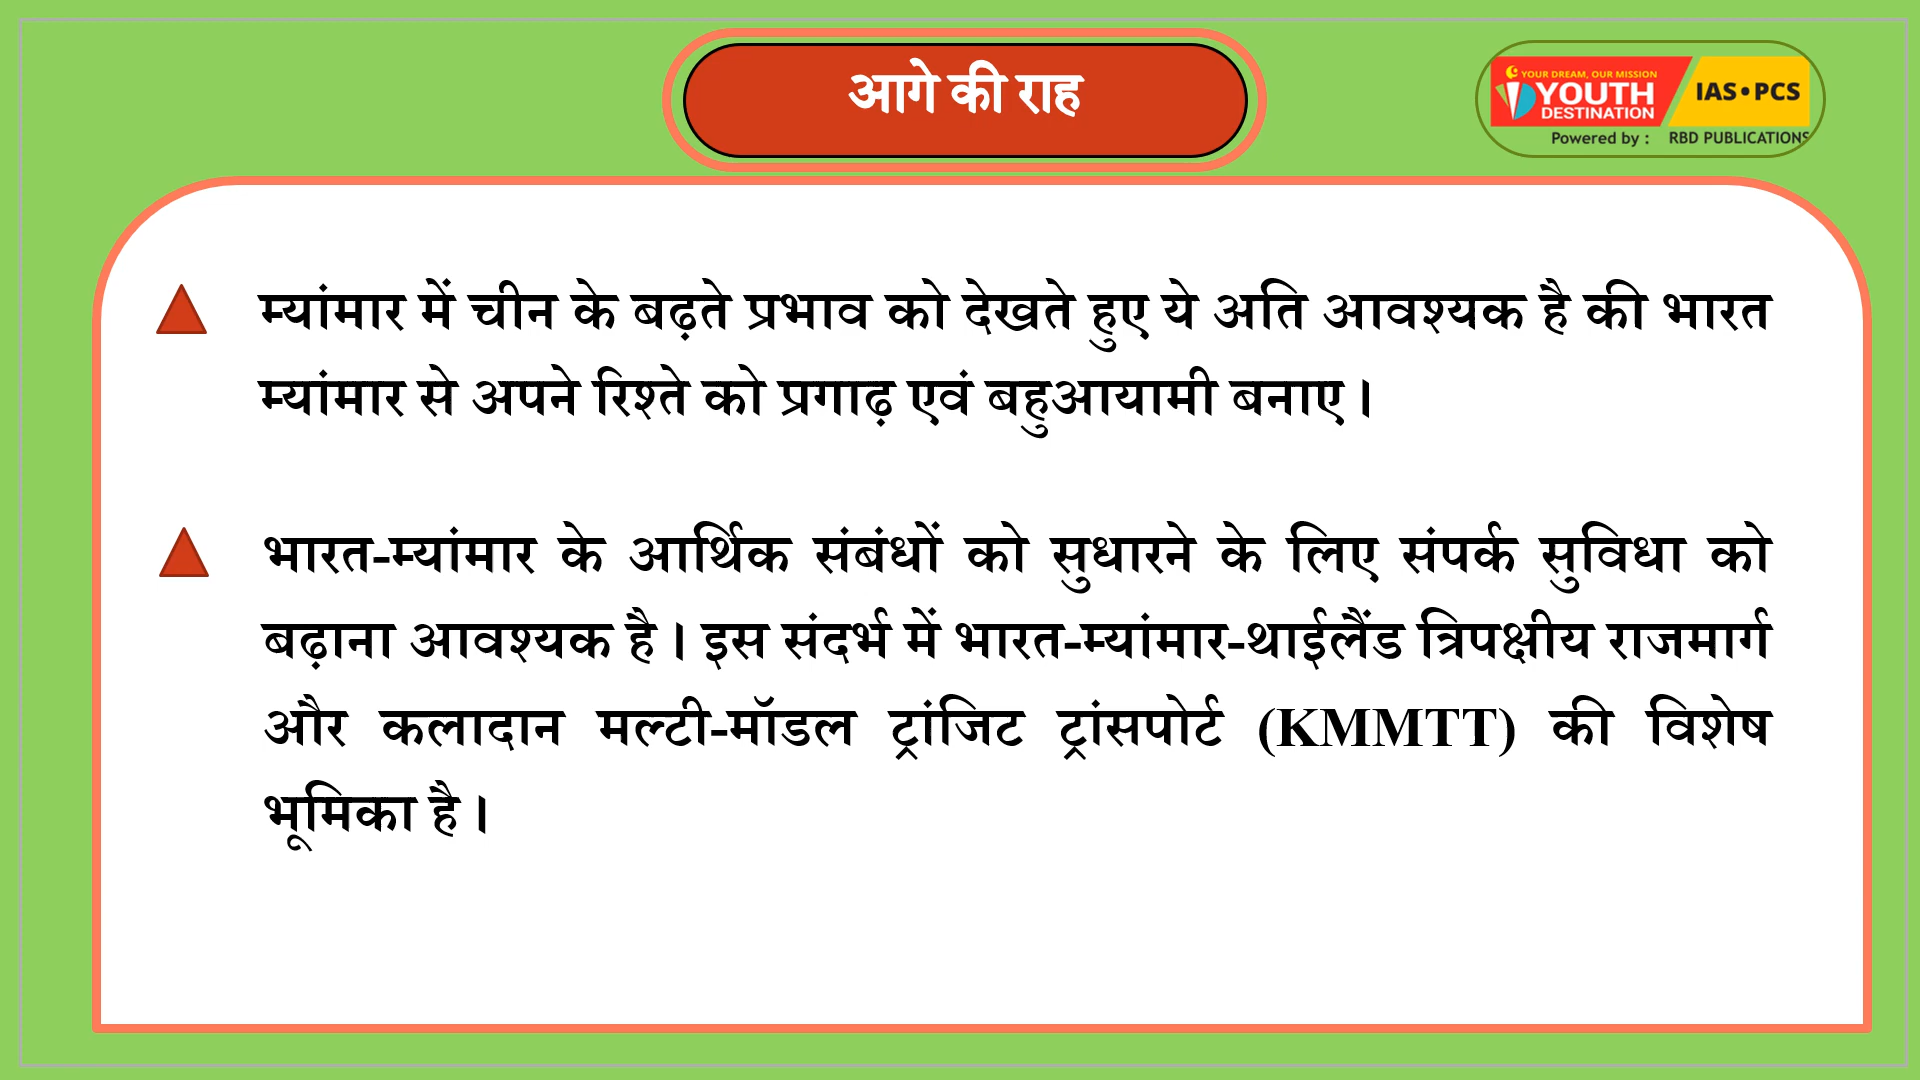 आगे की राह
YOUR DREAM, OUR MISSION
YOUTH
DESTINATION
IAS•PCS
Powered by : RBD PUBLICATIONS
म्यांमार में चीन के बढ़ते प्रभाव को देखते हुए ये अति आवश्यक है की भारत
म्यांमार से अपने रिश्ते को प्रगाढ़ एवं बहुआयामी बनाए।
भारत-म्यांमार के आर्थिक संबंधों को सुधारने के लिए संपर्क सुविधा को
बढ़ाना आवश्यक है। इस संदर्भ में भारत-म्यांमार-थाईलैंड त्रिपक्षीय राजमार्ग
और कलादान मल्टी-मॉडल ट्रांजिट ट्रांसपोर्ट (KMMTT) की विशेष
भूमिका है।